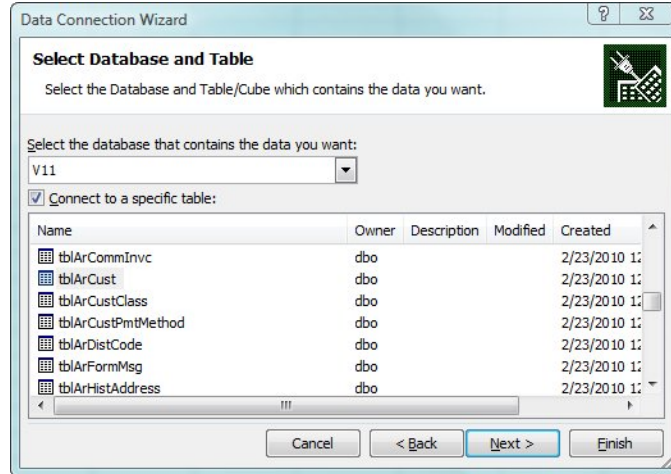 Data Connection Wizard
Select Database and Table
Select the Database and Table/Cube which contains the data you want.
Select the database that contains the data you want:
V11
Connect to a specific table:
Name Owner Description Modified Created
tblArCommInvc dbo 2/23/2010 12
tblArCust dbo 2/23/2010 12
tblArCustClass dbo 2/23/2010 12
tblArCustPmtMethod dbo 2/23/2010 12
tblArDistCode dbo 2/23/2010 12
tblArFormMsg dbo 2/23/2010 12
tblArHistAddress dbo 2/23/2010 12
Cancel < Back Next > Finish